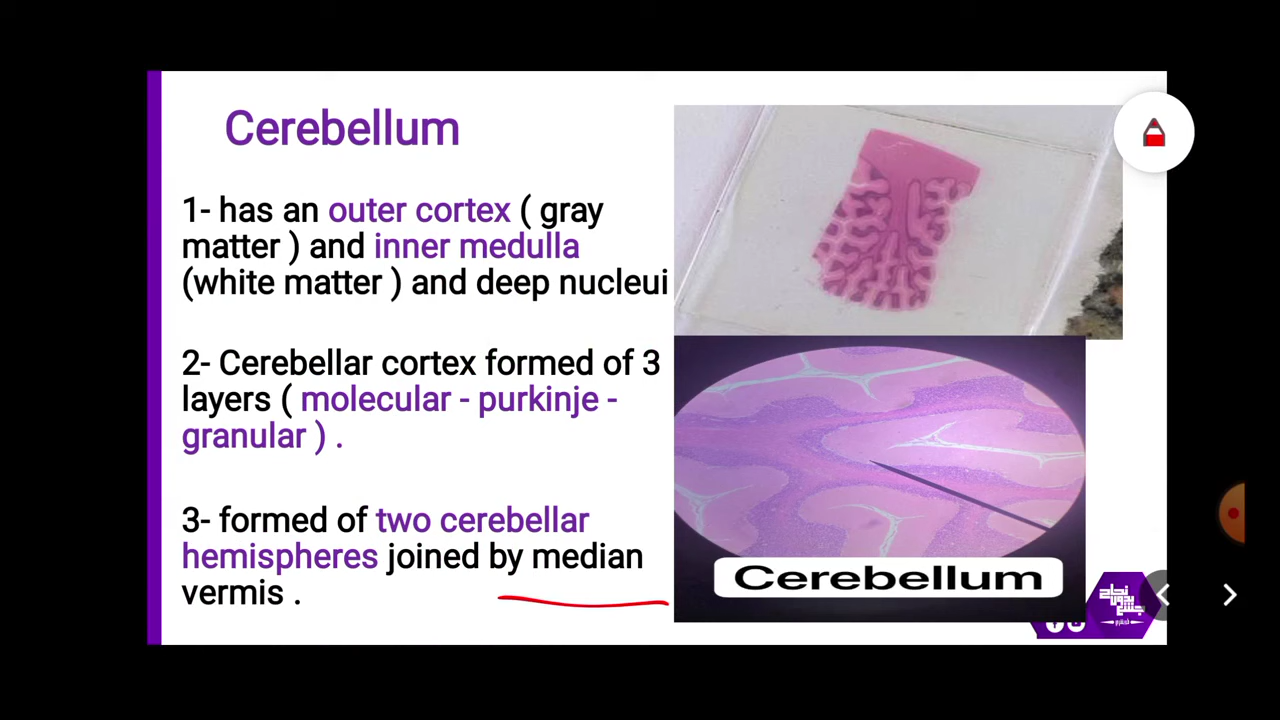 Cerebellum
1- has an outer cortex ( gray
matter ) and inner medulla
(white matter ) and deep nucleui
2- Cerebellar cortex formed of 3
layers ( molecular - purkinje -
granular ) .
3- formed of two cerebellar
hemispheres joined by median
vermis .
Cerebellum